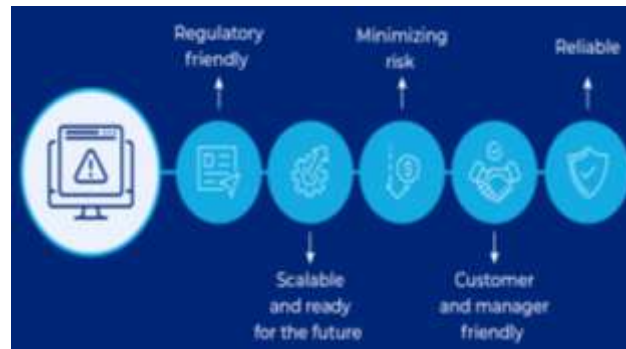 Regulatory
friendly
Minimizing
risk
Reliable
Scalable
and ready
for the future
Customer
and manager
friendly